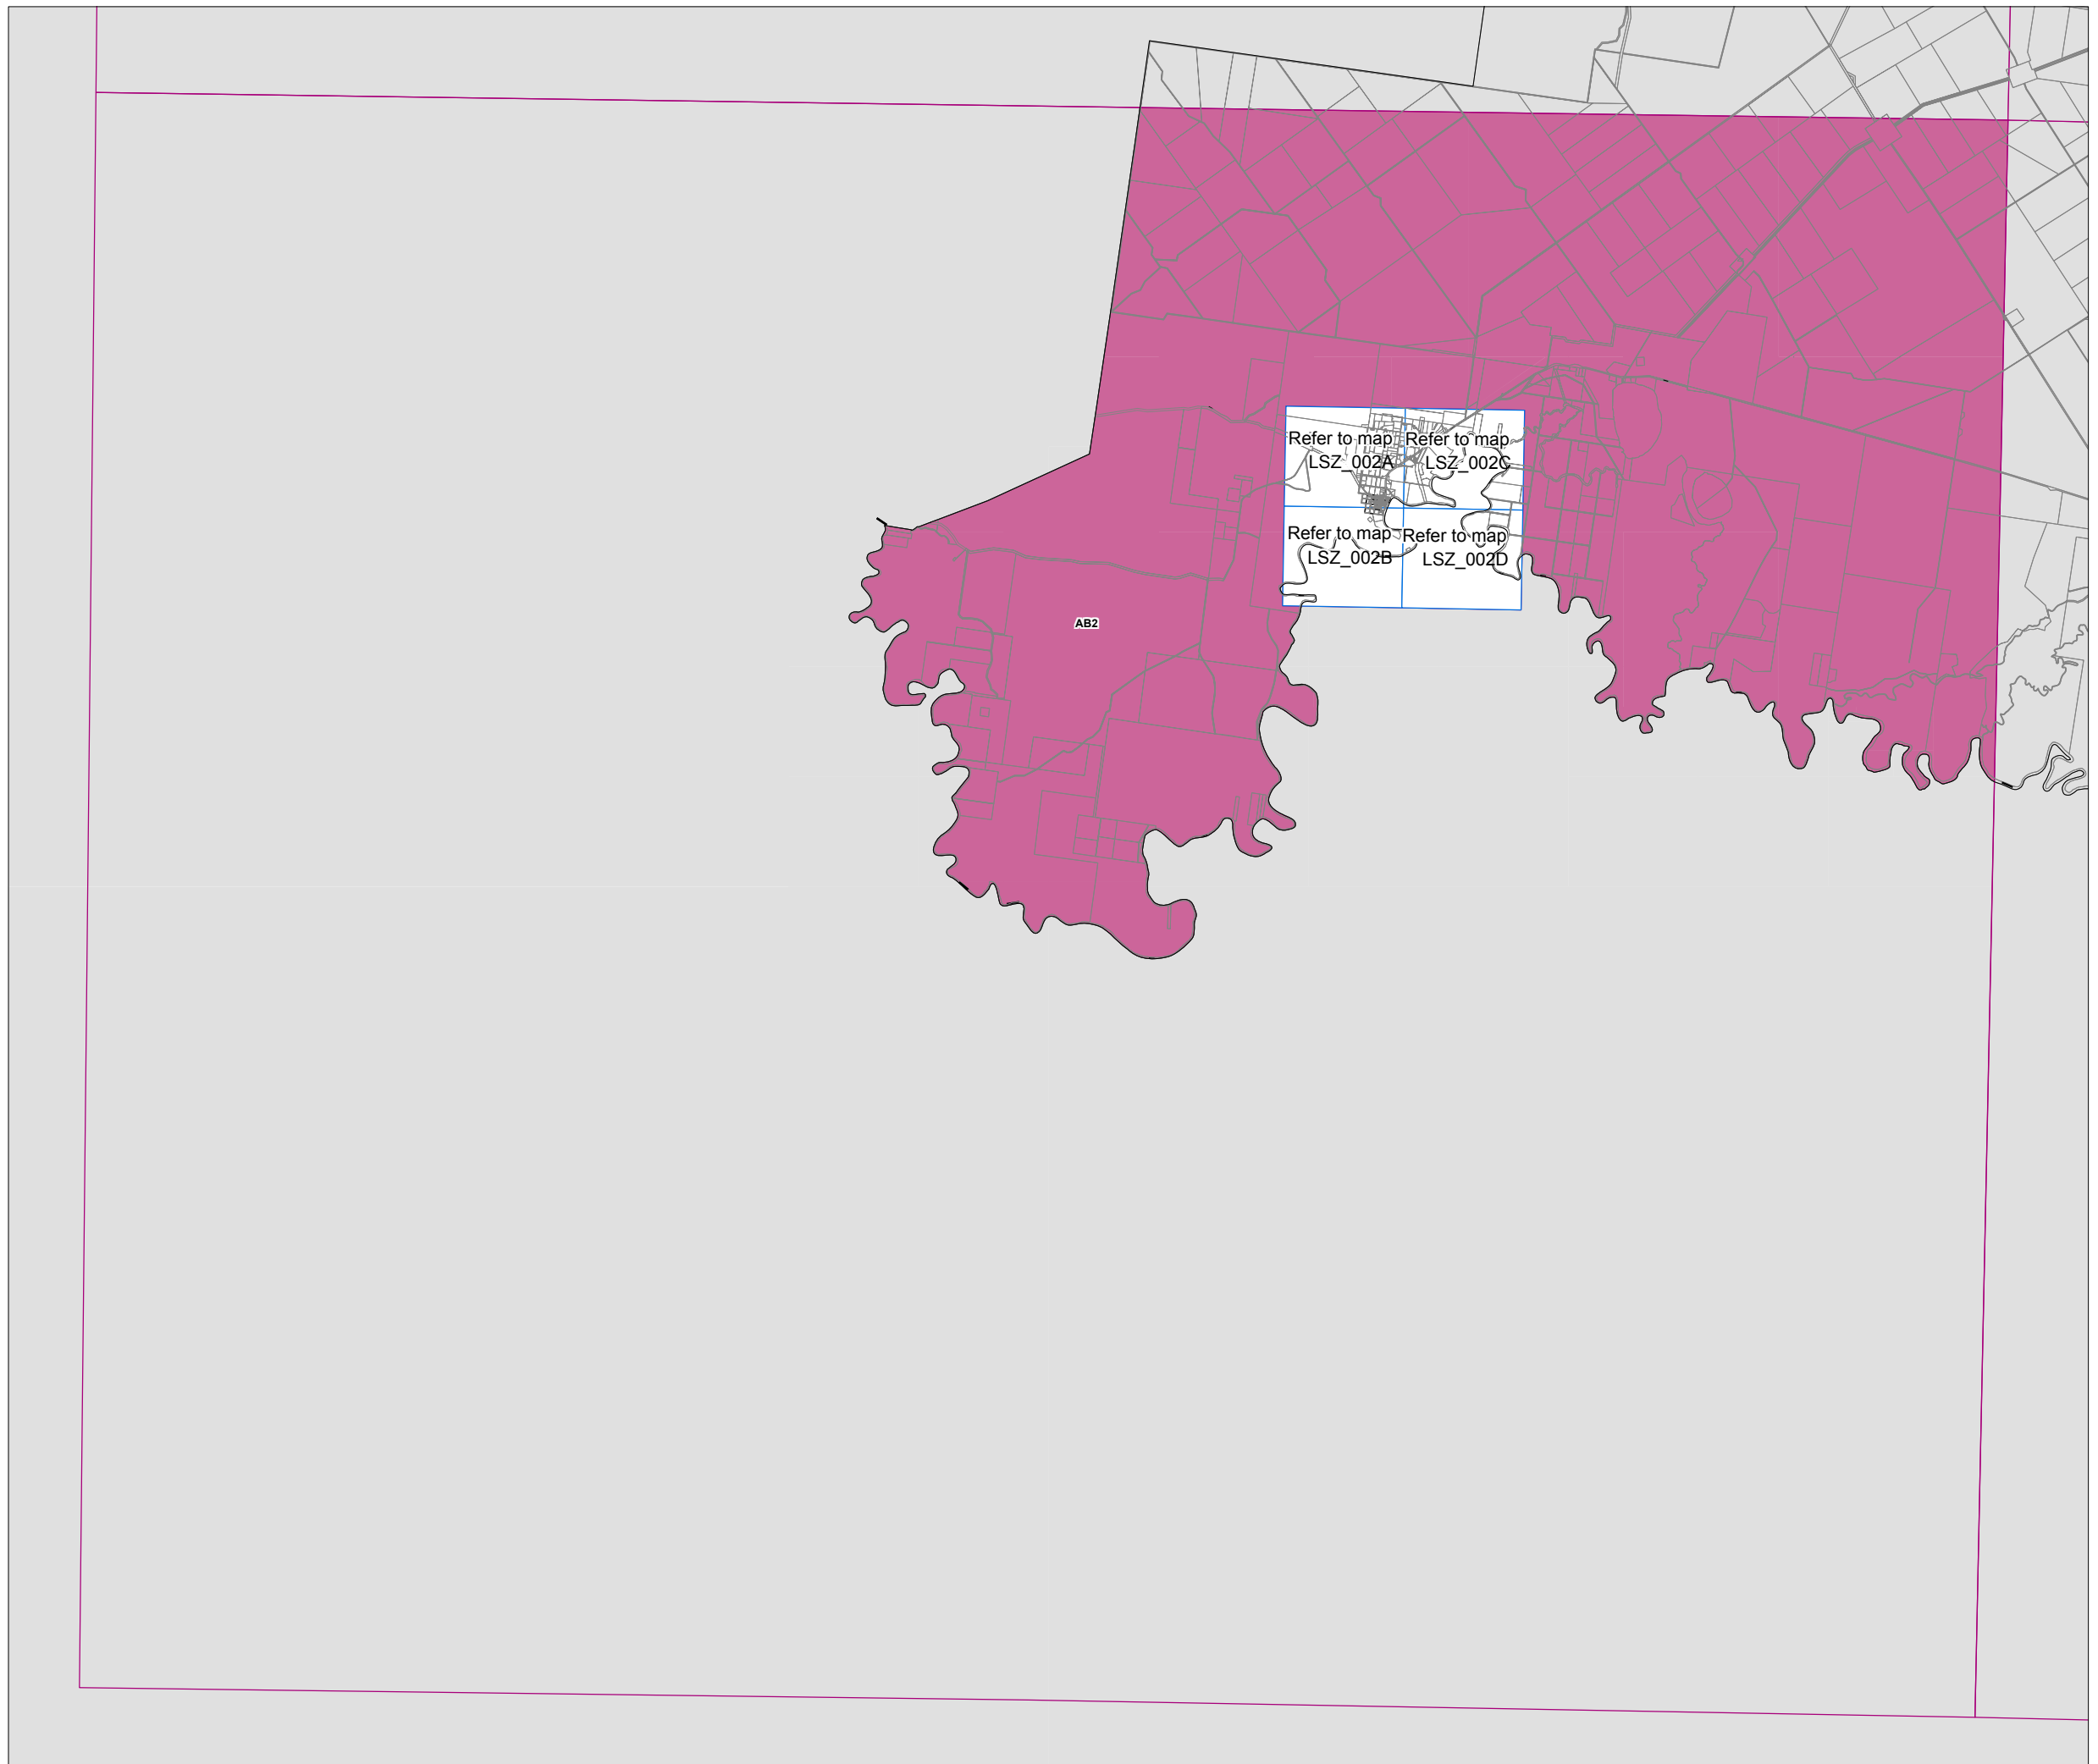 Refer to map
LSZ_002A
Refer to map
LSZ_002C
Refer to map
LSZ_002B
Refer to map
LSZ_002D
AB2